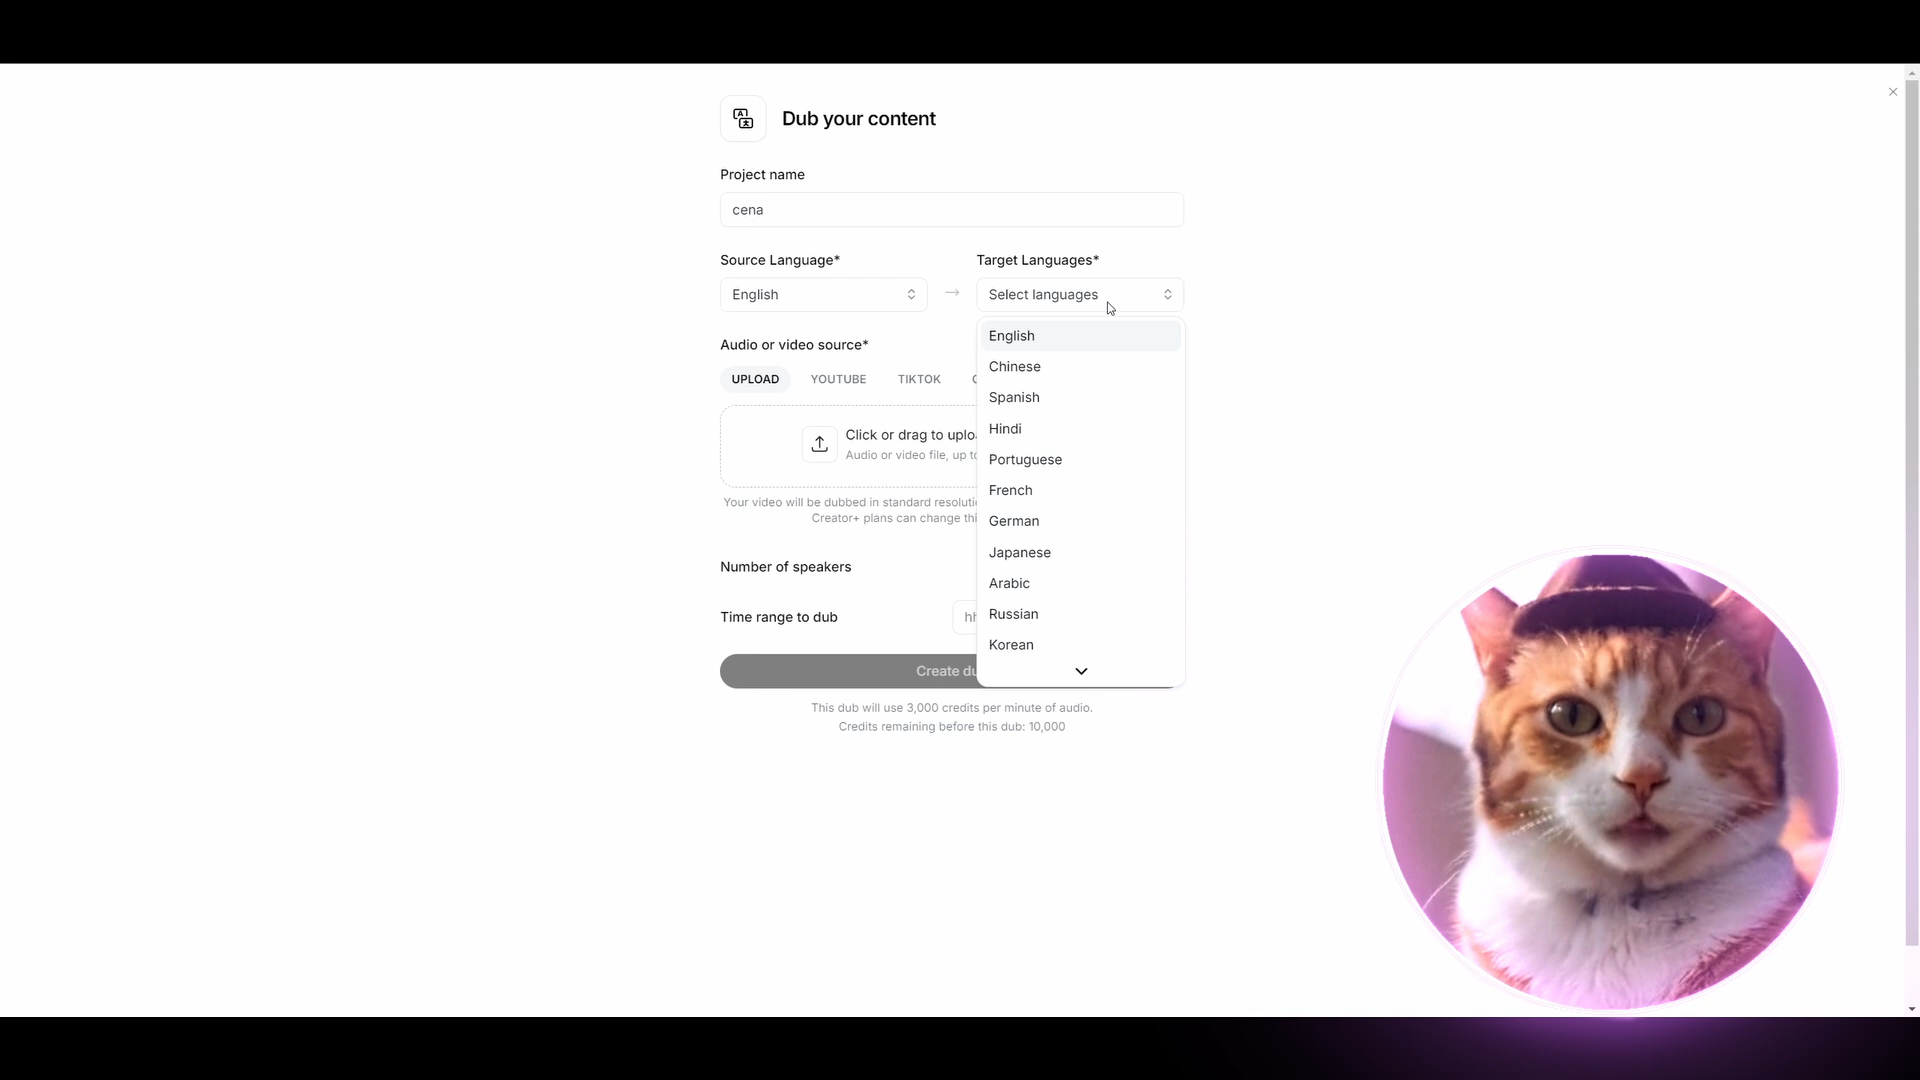 Dub your content
Project name
cena
Source Language*
Target Languages*
English
Select languages
English
Chinese
Spanish
Hindi
Portuguese
French
German
Japanese
Arabic
Russian
Korean
Audio or video source*
UPLOAD YOUTUBE TIKTOK
Click or drag to uplo
Audio or video file, up to
Your video will be dubbed in standard resoluti
Creator+ plans can change thi
Number of speakers
Time range to dub
hh
Create du
This dub will use 3,000 credits per minute of audio.
Credits remaining before this dub: 10,000